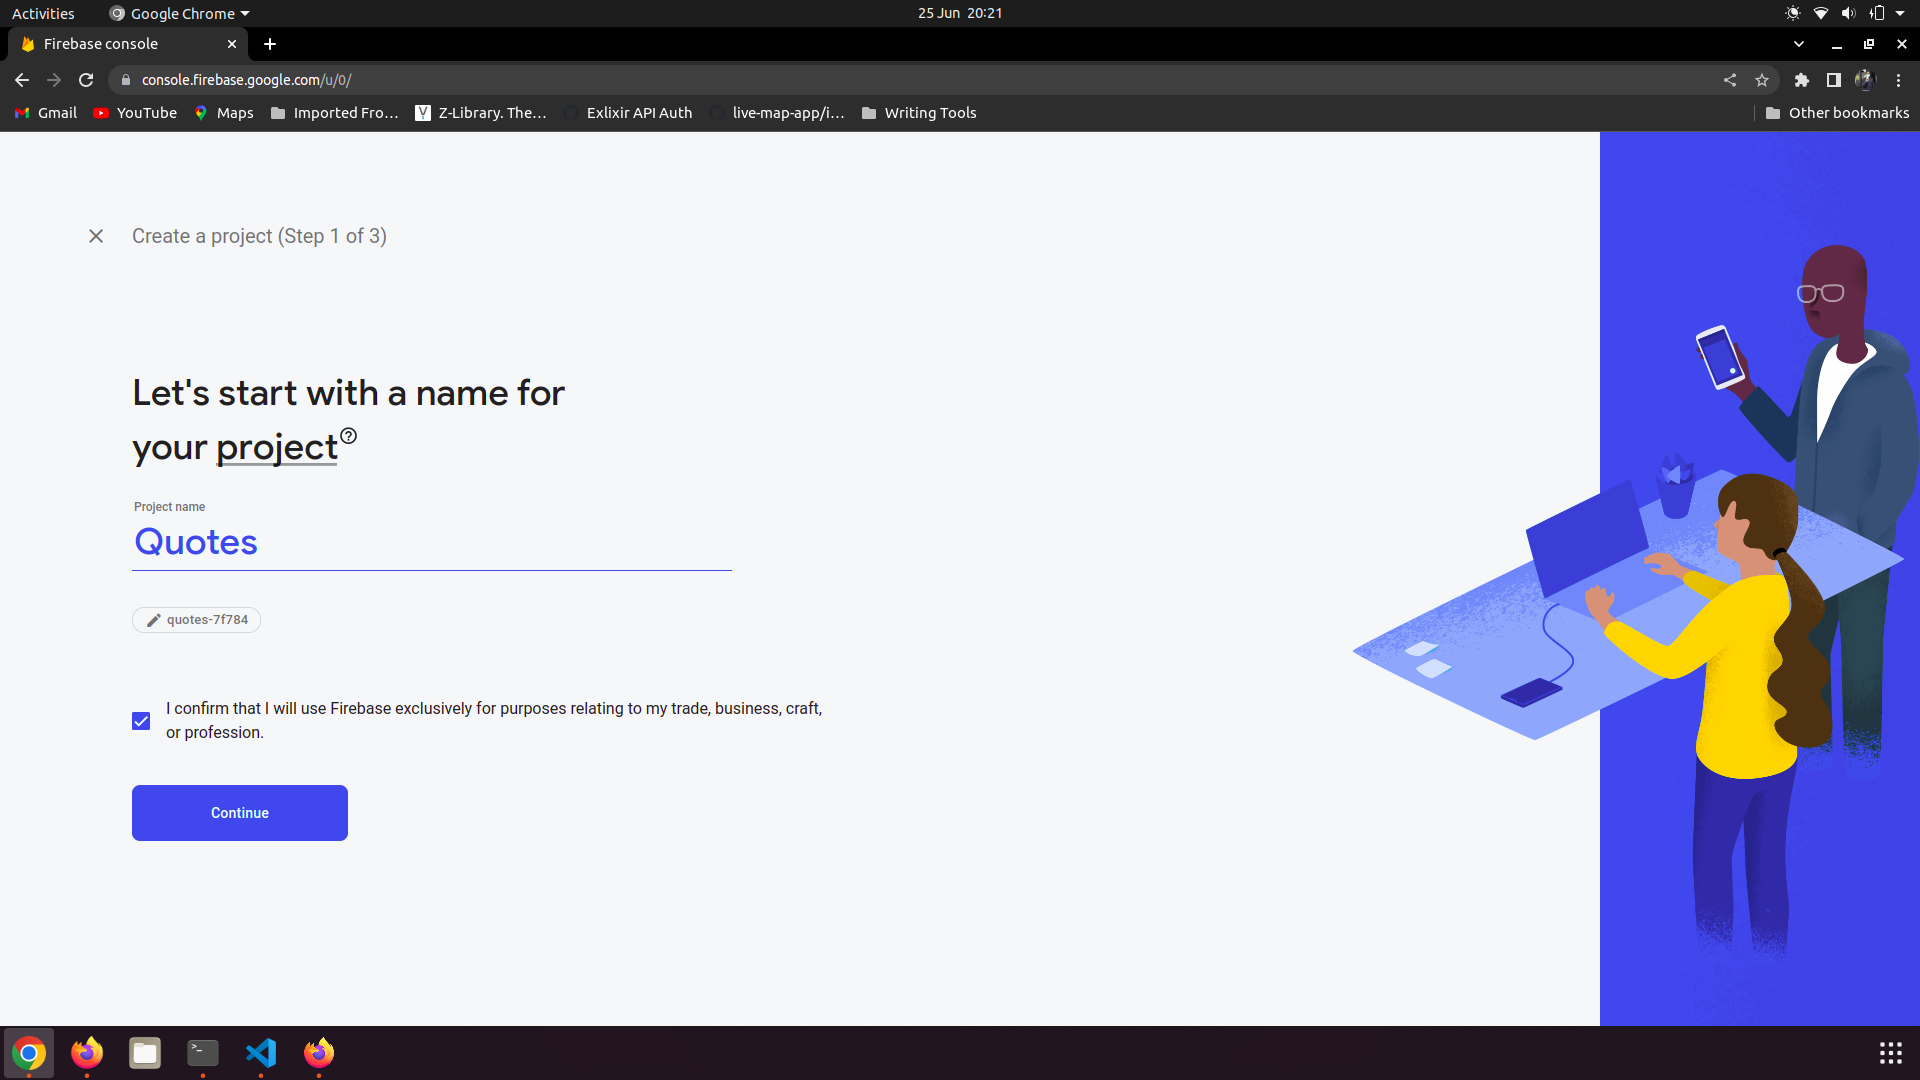 Activities
Google Chrome
25 Jun 20:21
Firebase console
console.firebase.google.com/u/0/
Gmail
YouTube
Maps
Imported Fro...
Z-Library. The...
Exlixir API Auth
live-map-app/i...
Writing Tools
Other bookmarks
Create a project (Step 1 of 3)
Let's start with a name for
your project
Project name
Quotes
quotes-7f784
I confirm that I will use Firebase exclusively for purposes relating to my trade, business, craft,
or profession.
Continue